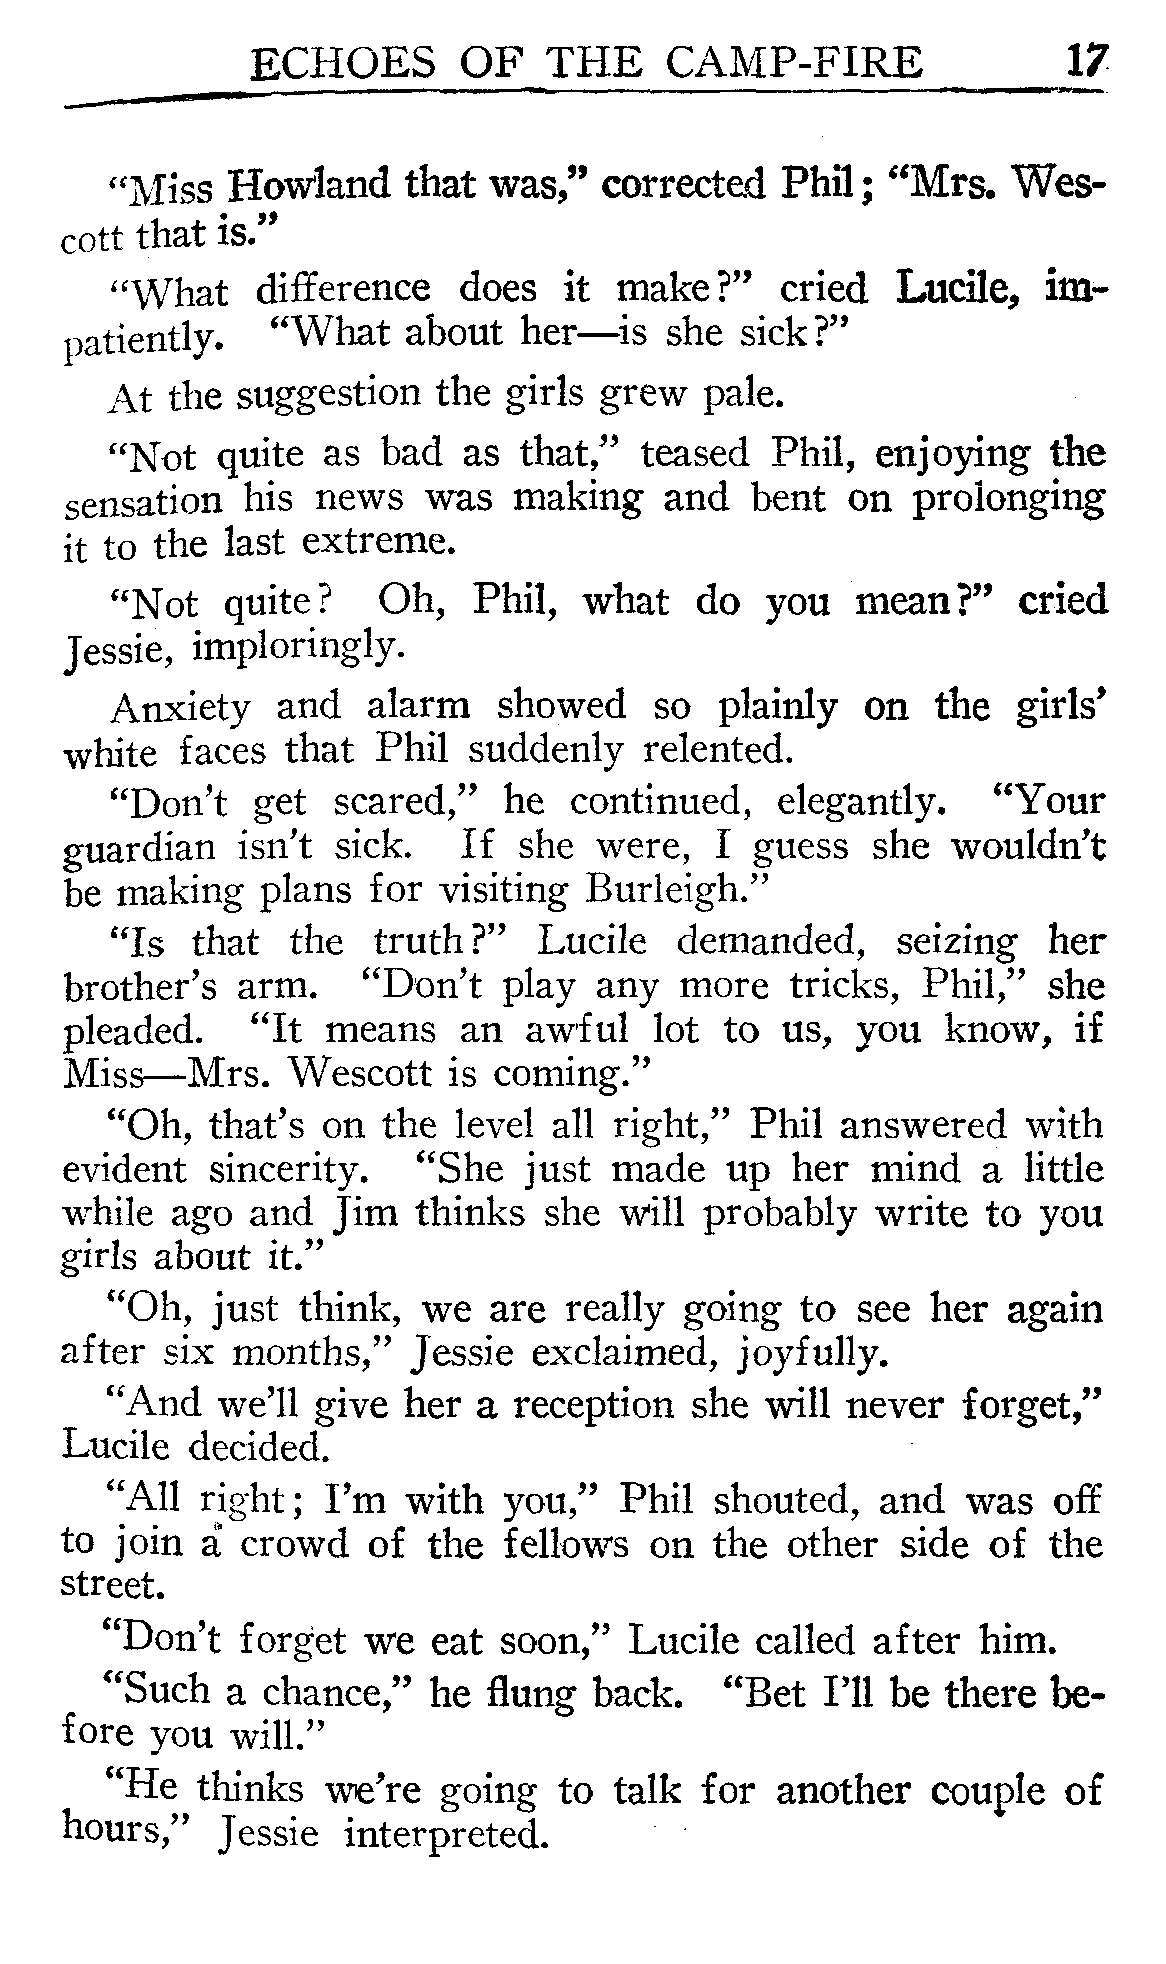 ECHOES OF THE CAMP-FIRE 17
“Miss Howland that was,” corrected Phil; “Mrs. Wes-
cott that is.”
“What difference does it make?” cried Lucile, im-
patiently. “What about her—is she sick?”
At the suggestion the girls grew pale.
“Not quite as bad as that,” teased Phil, enjoying the
sensation his news was making and bent on prolonging
it to the last extreme.
“Not quite? Oh, Phil, what do you mean?” cried
Jessie, imploringly.
Anxiety and alarm showed so plainly on the girls’
white faces that Phil suddenly relented.
“Don’t get scared,” he continued, elegantly. “Your
guardian isn’t sick. If she were, I guess she wouldn’t
be making plans for visiting Burleigh.”
“Is that the truth?” Lucile demanded, seizing her
brother’s arm. “Don’t play any more tricks, Phil,” she
pleaded. “It means an awful lot to us, you know, if
Miss—Mrs. Wescott is coming.”
“Oh, that’s on the level all right,” Phil answered with
evident sincerity. “She just made up her mind a little
while ago and Jim thinks she will probably write to you
girls about it.”
“Oh, just think, we are really going to see her again
after six months,” Jessie exclaimed, joyfully.
“And we’ll give her a reception she will never forget,”
Lucile decided.
“All right; I’m with you,” Phil shouted, and was off
to join a crowd of the fellows on the other side of the
street.
“Don’t forget we eat soon,” Lucile called after him.
“Such a chance,” he flung back. “Bet I’ll be there be-
fore you will.”
“He thinks we’re going to talk for another couple of
hours,” Jessie interpreted.